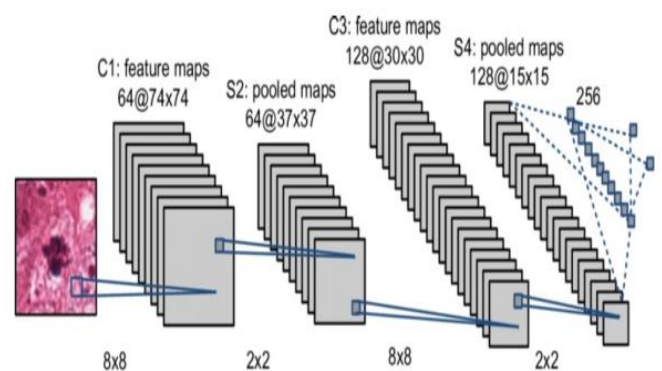 C1: feature maps
64@74x74
S2: pooled maps
64@37x37
C3: feature maps
128@30x30
S4: pooled maps
128@15x15
256
8x8
2x2
8x8
2x2